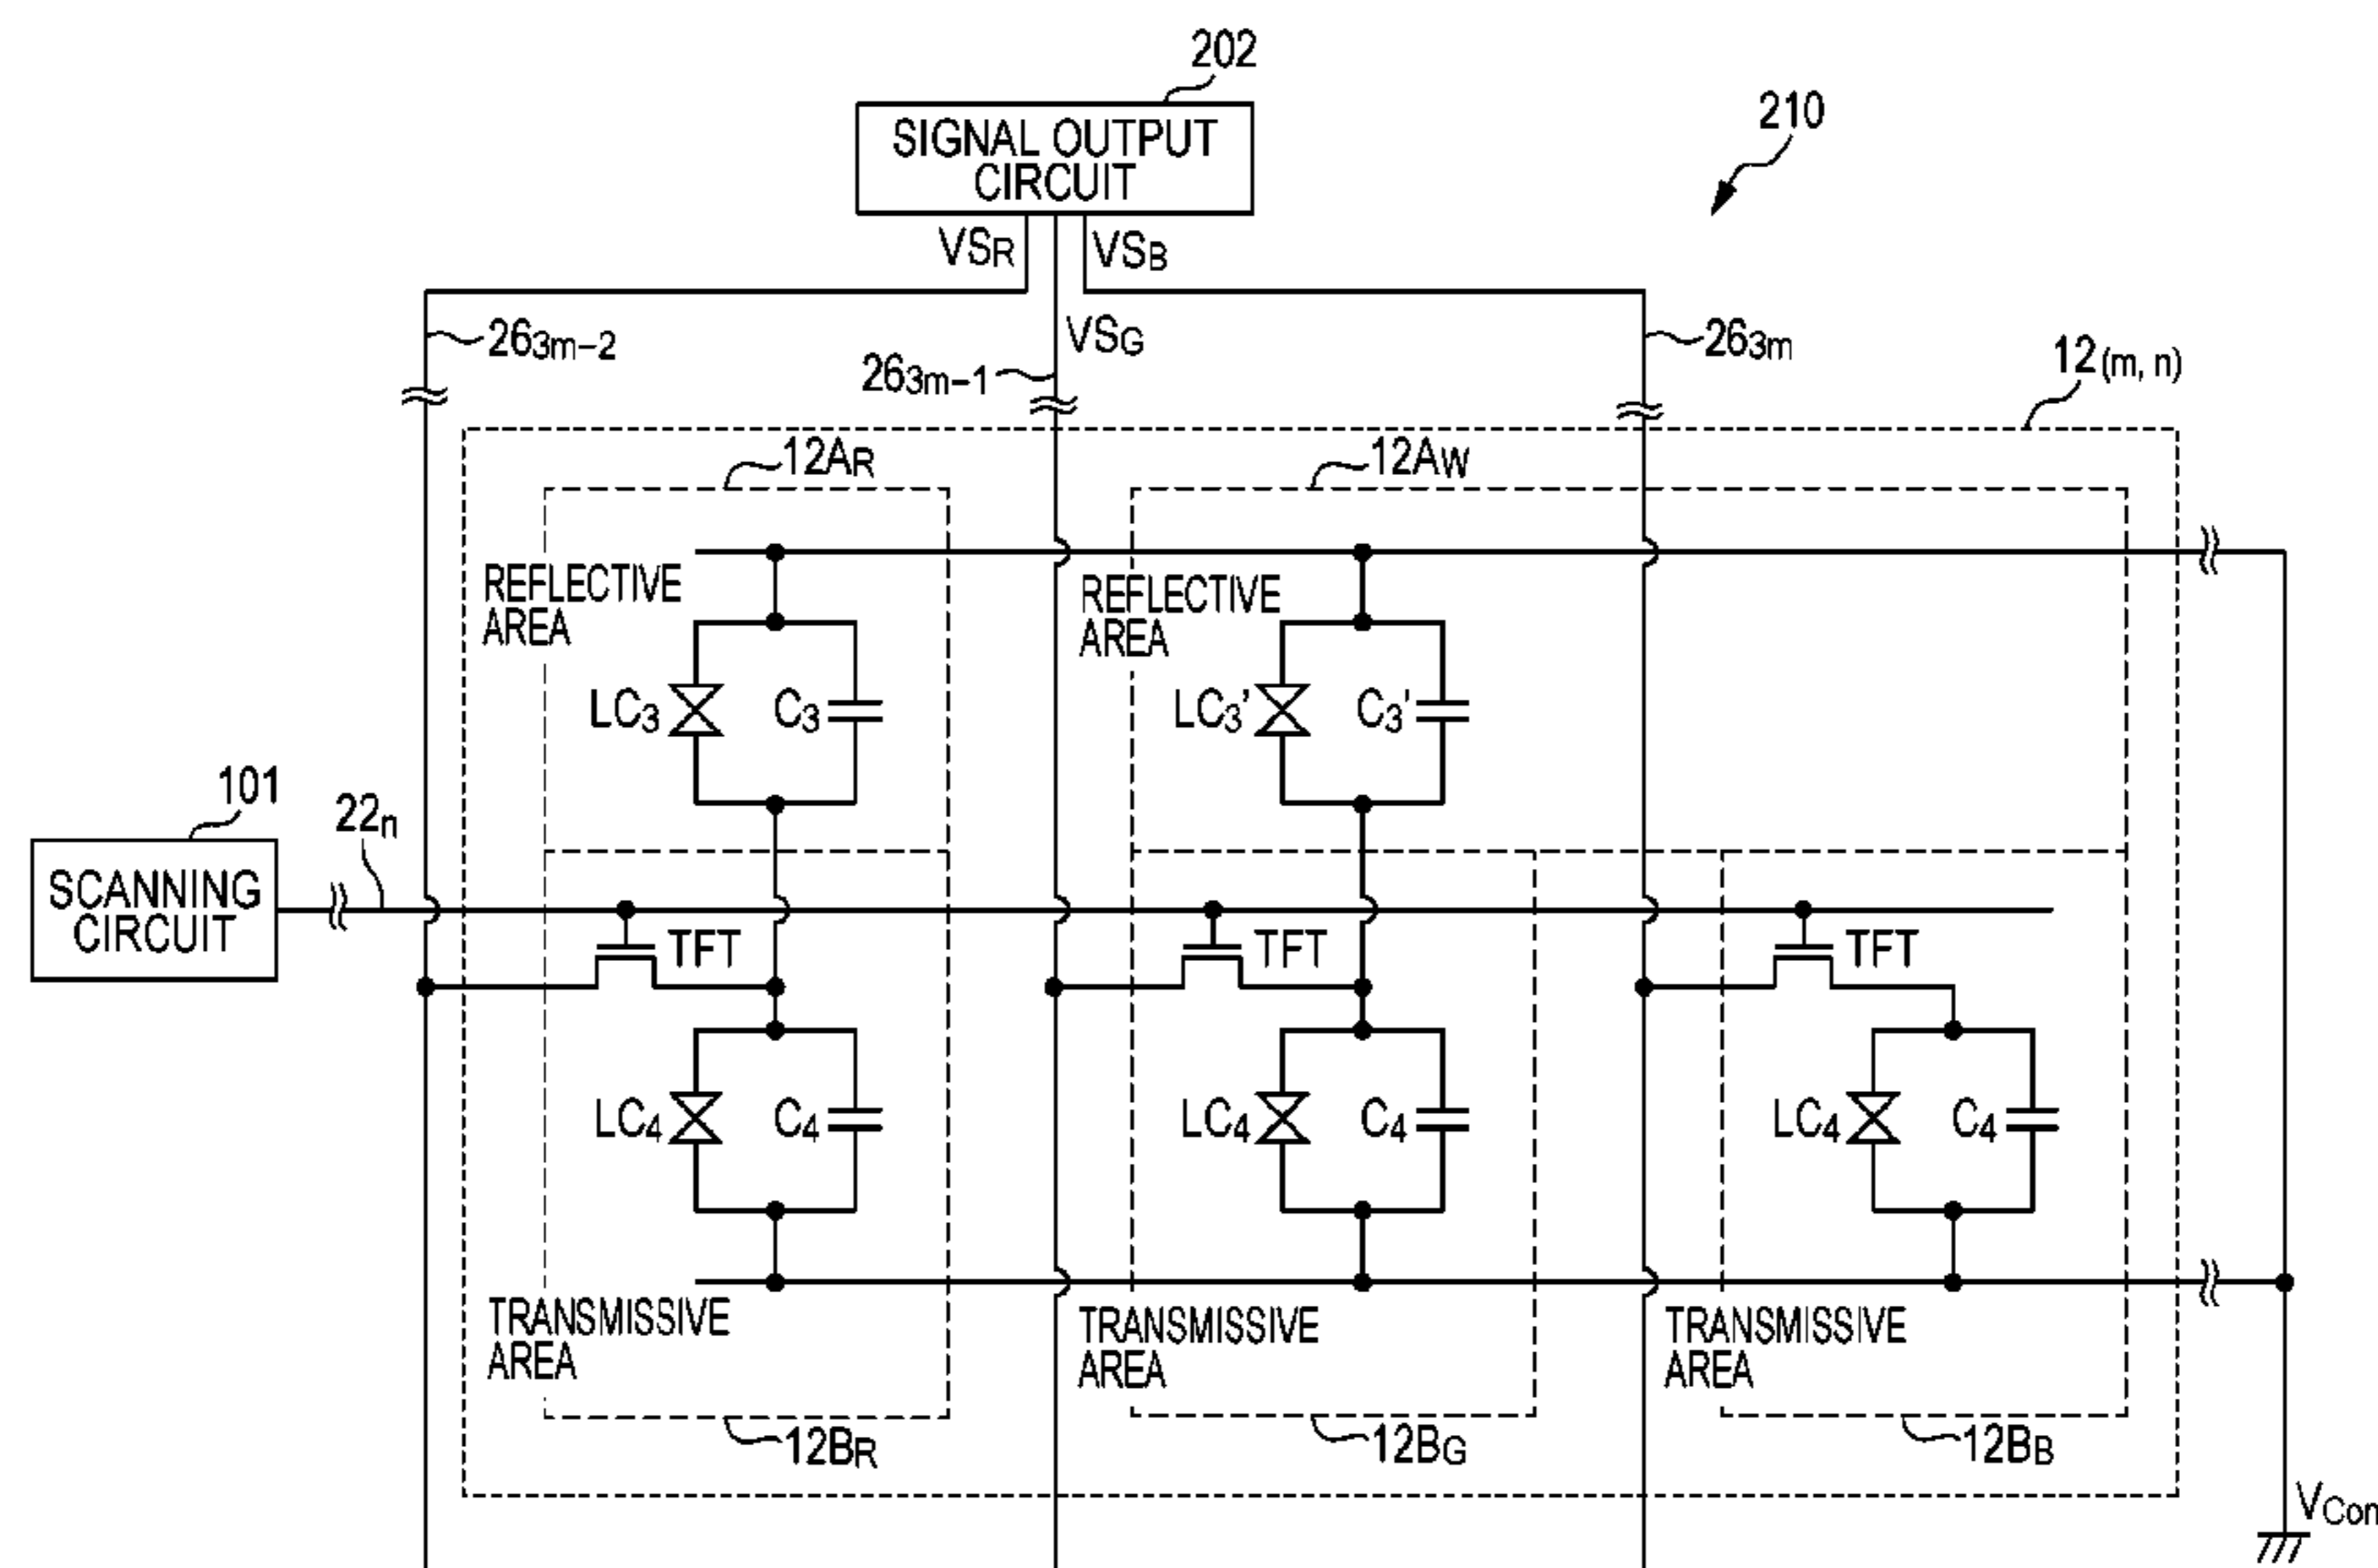 202
SIGNAL OUTPUT
CIRCUIT
210
VSR
VSB
VSG
263m-2
263m-1
263m
12(m, n)
12AR
12AW
REFLECTIVE
AREA
REFLECTIVE
AREA
LC3
C3
LC3'
C3'
101
22n
SCANNING
CIRCUIT
TFT
TFT
TFT
LC4
C4
LC4
C4
LC4
C4
TRANSMISSIVE
AREA
TRANSMISSIVE
AREA
TRANSMISSIVE
AREA
12BR
12BG
12BB